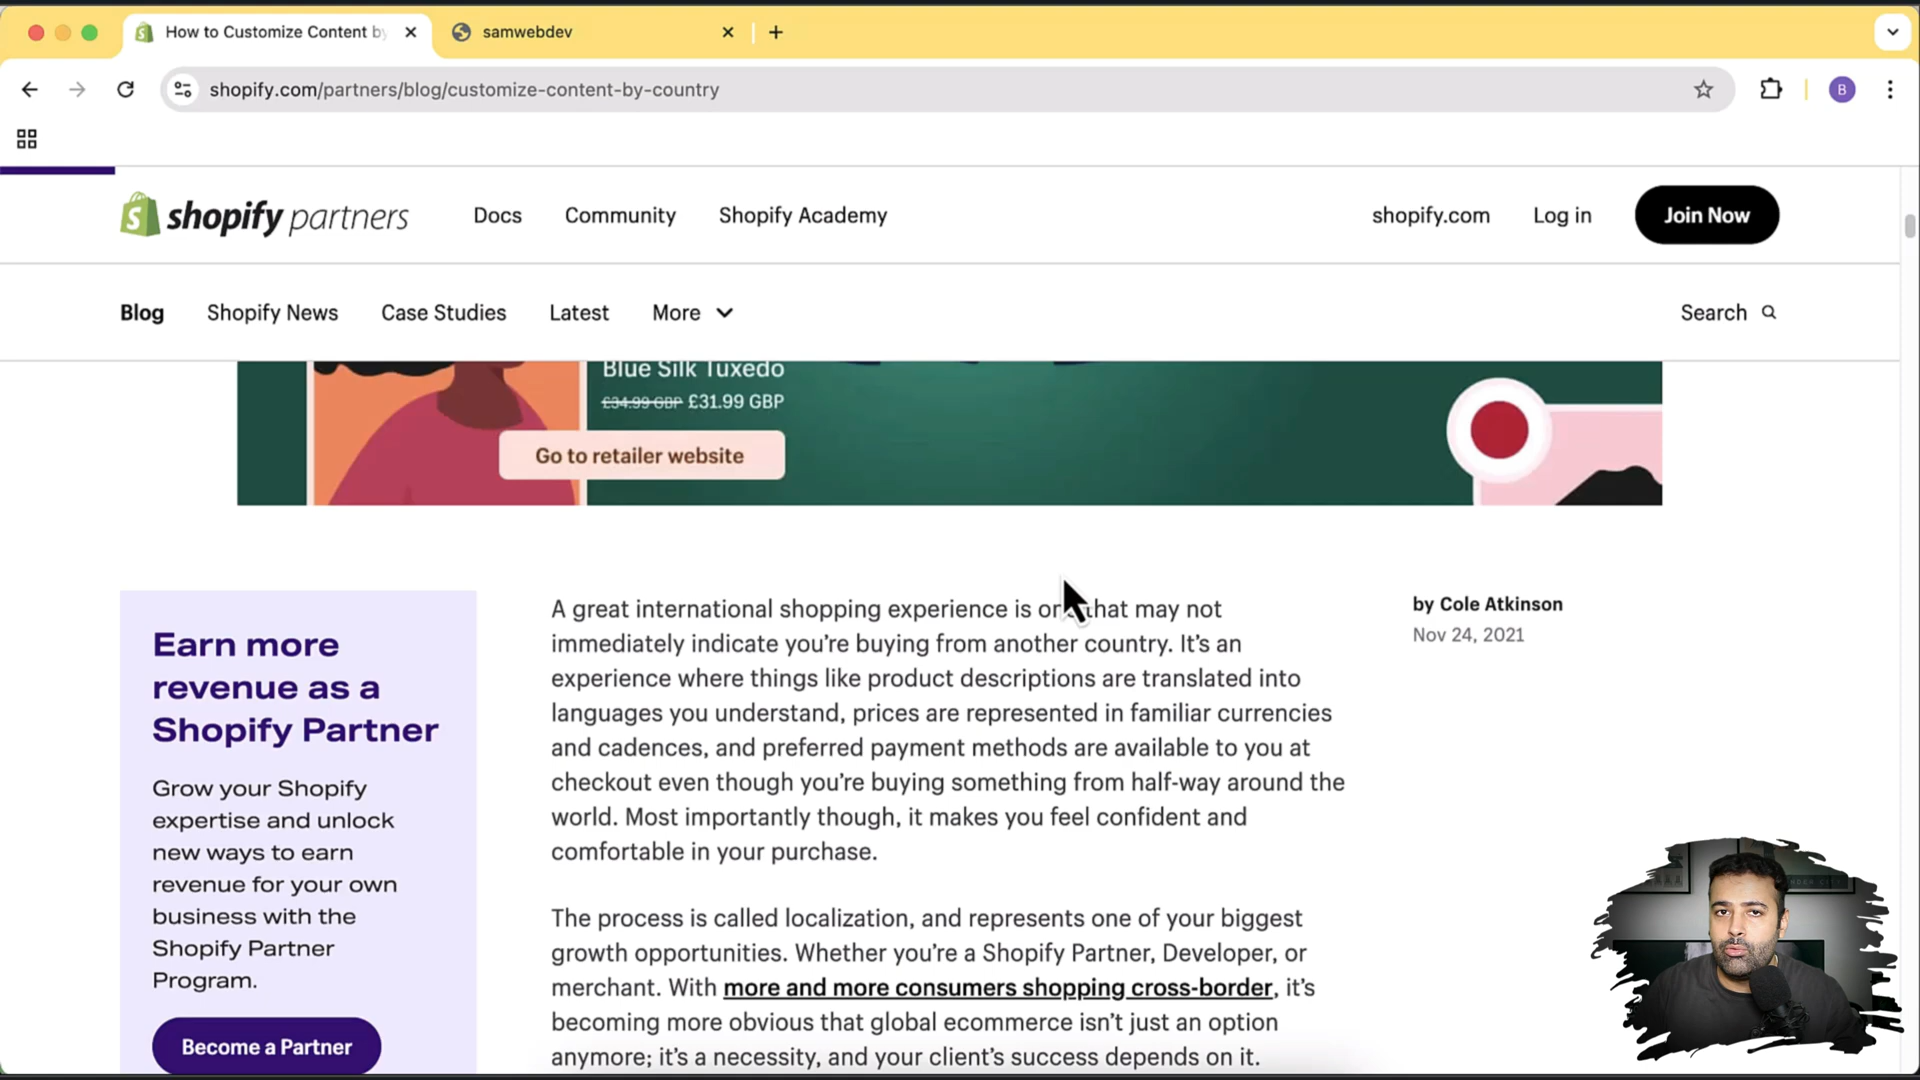 How to Customize Content by
samwebdev
shopify.com/partners/blog/customize-content-by-country
B
shopify partners
Docs
Community
Shopify Academy
shopify.com
Log in
Join Now
Blog
Shopify News
Case Studies
Latest
More
Search
Blue Silk Tuxedo
£34.99 GBP £31.99 GBP
Go to retailer website
Earn more
revenue as a
Shopify Partner
Grow your Shopify
expertise and unlock
new ways to earn
revenue for your own
business with the
Shopify Partner
Program.
Become a Partner
A great international shopping experience is that may not
immediately indicate you’re buying from another country. It’s an
experience where things like product descriptions are translated into
languages you understand, prices are represented in familiar currencies
and cadences, and preferred payment methods are available to you at
checkout even though you’re buying something from half-way around the
world. Most importantly though, it makes you feel confident and
comfortable in your purchase.
The process is called localization, and represents one of your biggest
growth opportunities. Whether you’re a Shopify Partner, Developer, or
merchant. With more and more consumers shopping cross-border, it’s
becoming more obvious that global ecommerce isn’t just an option
anymore; it’s a necessity, and your client’s success depends on it.
by Cole Atkinson
Nov 24, 2021